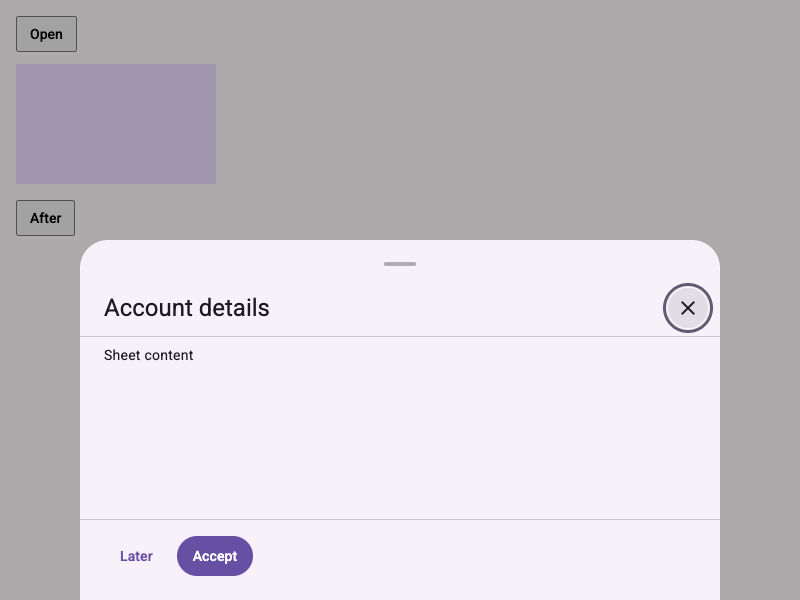 Open
After
Account details
Sheet content
Later
Accept